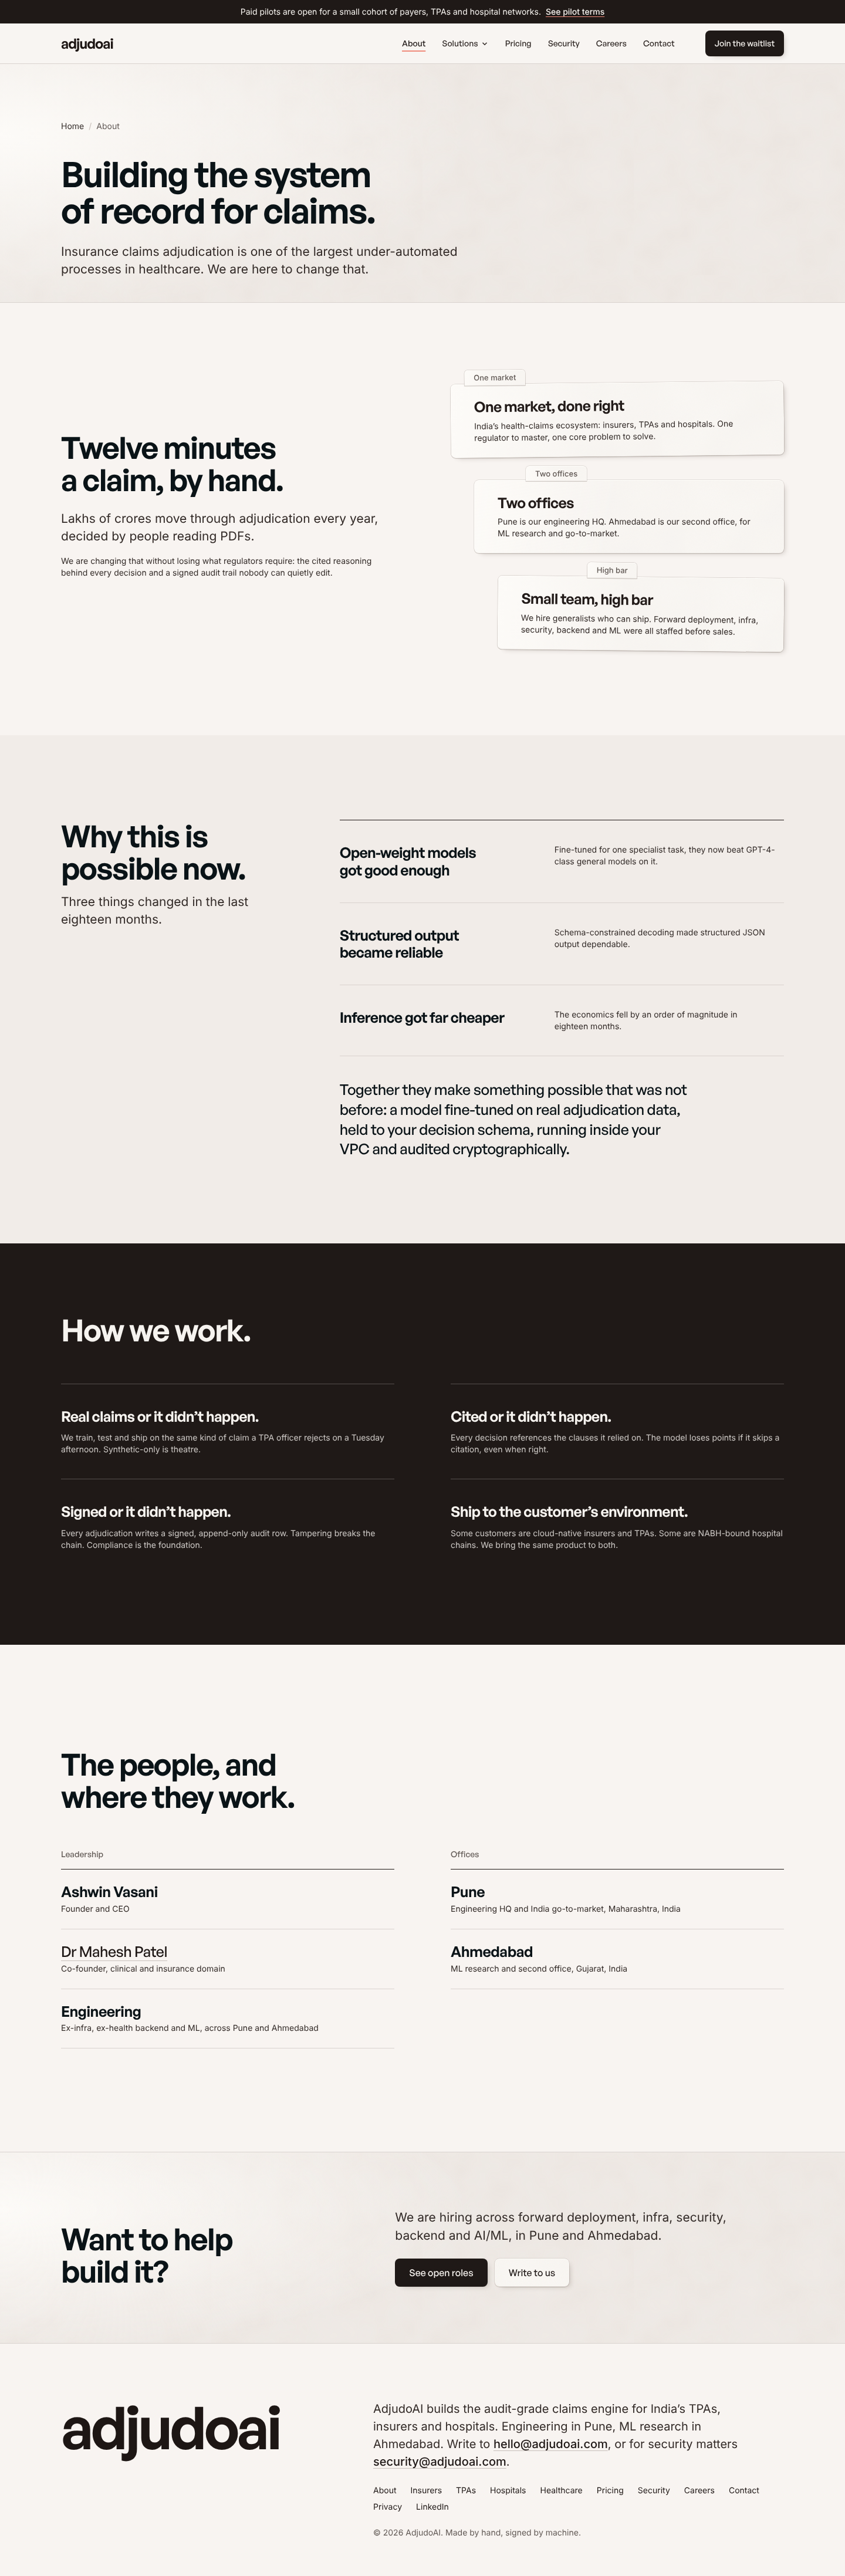 Paid pilots are open for a small cohort of payers, TPAs and hospital networks. See pilot terms
adjudoai
About Solutions Pricing Security Careers Contact Join the waitlist
Home / About
Building the system
of record for claims.
Insurance claims adjudication is one of the largest under-automated
processes in healthcare. We are here to change that.
Twelve minutes
a claim, by hand.
Lakhs of crores move through adjudication every year,
decided by people reading PDFs.
We are changing that without losing what regulators require: the cited reasoning
behind every decision and a signed audit trail nobody can quietly edit.
One market
One market, done right
India’s health-claims ecosystem: insurers, TPAs and hospitals. One
regulator to master, one core problem to solve.
Two offices
Two offices
Pune is our engineering HQ. Ahmedabad is our second office, for
ML research and go-to-market.
High bar
Small team, high bar
We hire generalists who can ship. Forward deployment, infra,
security, backend and ML were all staffed before sales.
Why this is
possible now.
Three things changed in the last
eighteen months.
Open-weight models
got good enough
Fine-tuned for one specialist task, they now beat GPT-4-
class general models on it.
Structured output
became reliable
Schema-constrained decoding made structured JSON
output dependable.
Inference got far cheaper
The economics fell by an order of magnitude in
eighteen months.
Together they make something possible that was not
before: a model fine-tuned on real adjudication data,
held to your decision schema, running inside your
VPC and audited cryptographically.
How we work.
Real claims or it didn’t happen.
We train, test and ship on the same kind of claim a TPA officer rejects on a Tuesday
afternoon. Synthetic-only is theatre.
Cited or it didn’t happen.
Every decision references the clauses it relied on. The model loses points if it skips a
citation, even when right.
Signed or it didn’t happen.
Every adjudication writes a signed, append-only audit row. Tampering breaks the
chain. Compliance is the foundation.
Ship to the customer’s environment.
Some customers are cloud-native insurers and TPAs. Some are NABH-bound hospital
chains. We bring the same product to both.
The people, and
where they work.
Leadership
Ashwin Vasani
Founder and CEO
Dr Mahesh Patel
Co-founder, clinical and insurance domain
Engineering
Ex-infra, ex-health backend and ML, across Pune and Ahmedabad
Offices
Pune
Engineering HQ and India go-to-market, Maharashtra, India
Ahmedabad
ML research and second office, Gujarat, India
Want to help
build it?
We are hiring across forward deployment, infra, security,
backend and AI/ML, in Pune and Ahmedabad.
See open roles Write to us
adjudoai
AdjudoAI builds the audit-grade claims engine for India’s TPAs,
insurers and hospitals. Engineering in Pune, ML research in
Ahmedabad. Write to hello@adjudoai.com, or for security matters
security@adjudoai.com.
About Insurers TPAs Hospitals Healthcare Pricing Security Careers Contact
Privacy LinkedIn
© 2026 AdjudoAI. Made by hand, signed by machine.